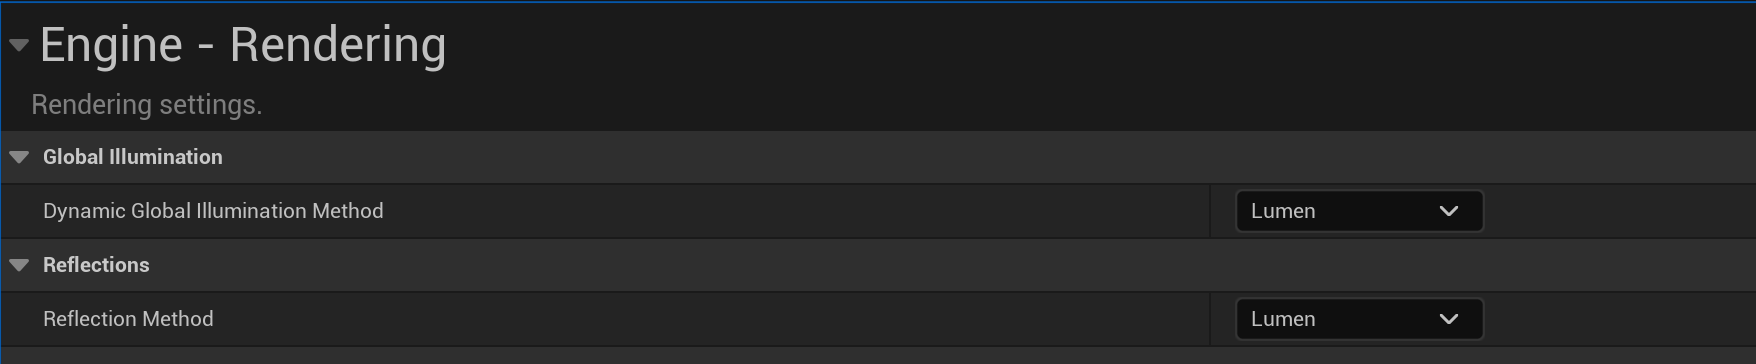 Engine - Rendering
Rendering settings.
Global Illumination
Dynamic Global Illumination Method Lumen
Reflections
Reflection Method Lumen